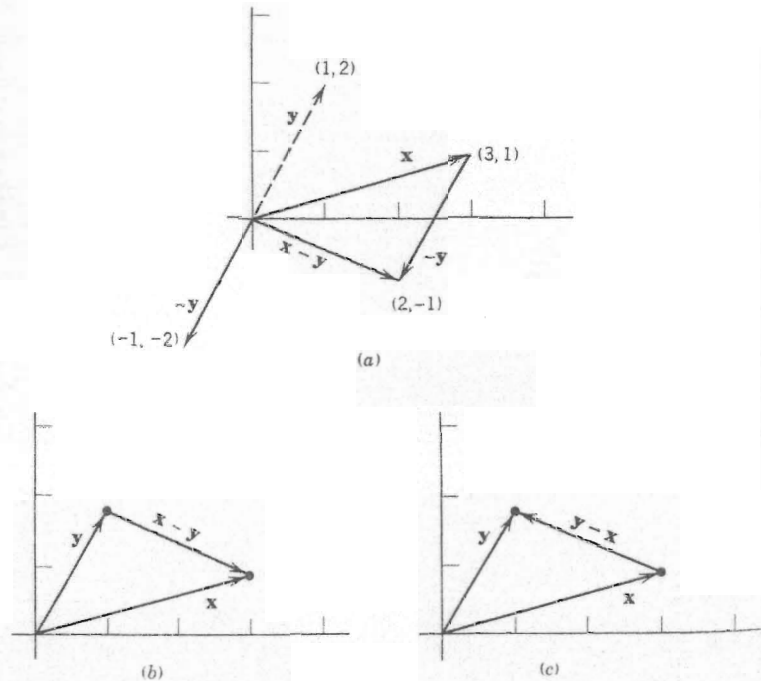 (1,2)
y
x
(3,1)
x − y
−y
−y
(2,−1)
(−1, −2)
(a)
x − y
y
x
(b)
y − x
y
x
(c)